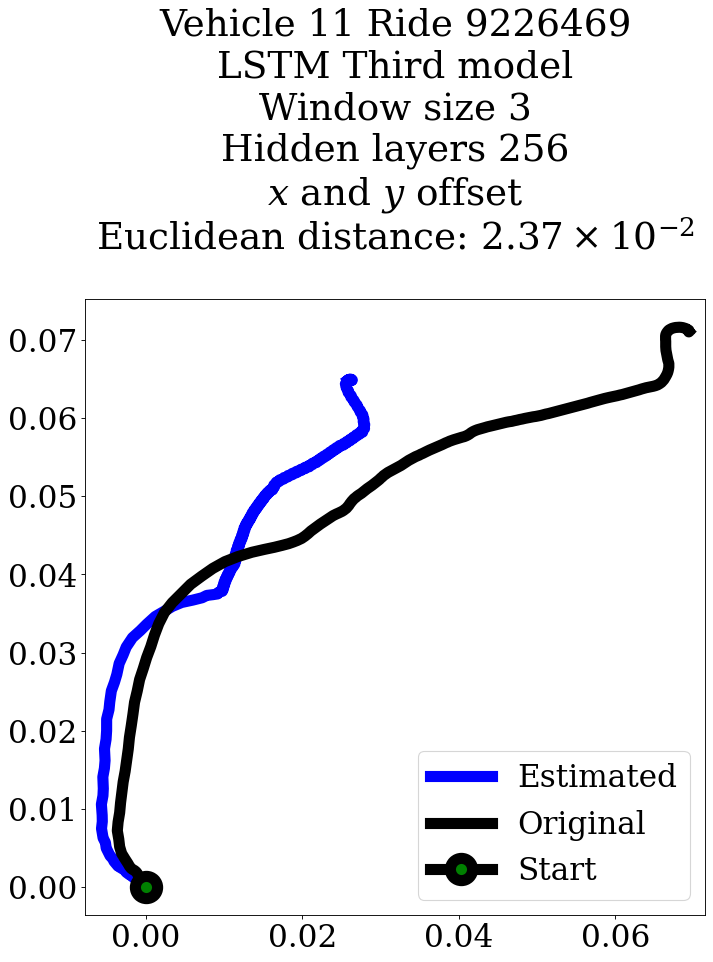 Vehicle 11 Ride 9226469
LSTM Third model
Window size 3
Hidden layers 256
x and y offset
Euclidean distance: 2.37 × 10⁻²
0.07
0.06
0.05
0.04
0.03
0.02
0.01
0.00
Estimated
Original
Start
0.00 0.02 0.04 0.06